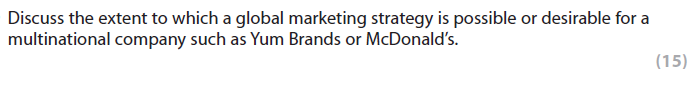 Discuss the extent to which a global marketing strategy is possible or desirable for a
multinational company such as Yum Brands or McDonald's.
(15)